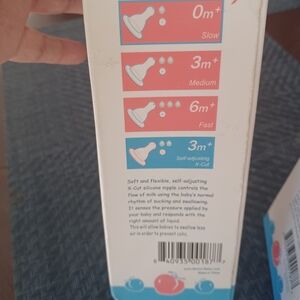 0m+
Slow
3m+
Medium
6m+
Fast
3m+
Self-adjusting
X-Cut
Soft and flexible, self-adjusting
X-Cut silicone nipple controls the
flow of milk using the baby's normal
rhythm of sucking and swallowing.
It senses the pressure applied by
your baby and responds with the
right amount of liquid.
This will allow babies to swallow less
air in order to prevent colic.